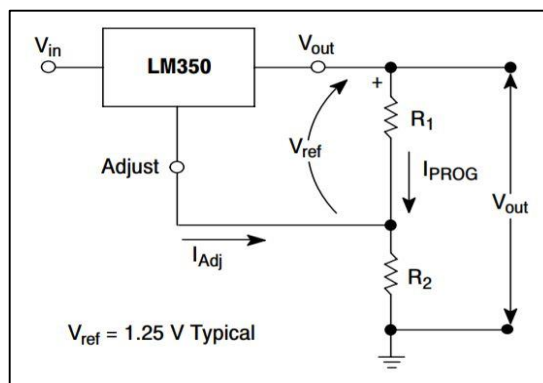 V_in
LM350
V_out
+
R_1
V_ref
Adjust
I_PROG
V_out
I_Adj
R_2
V_ref = 1.25 V Typical